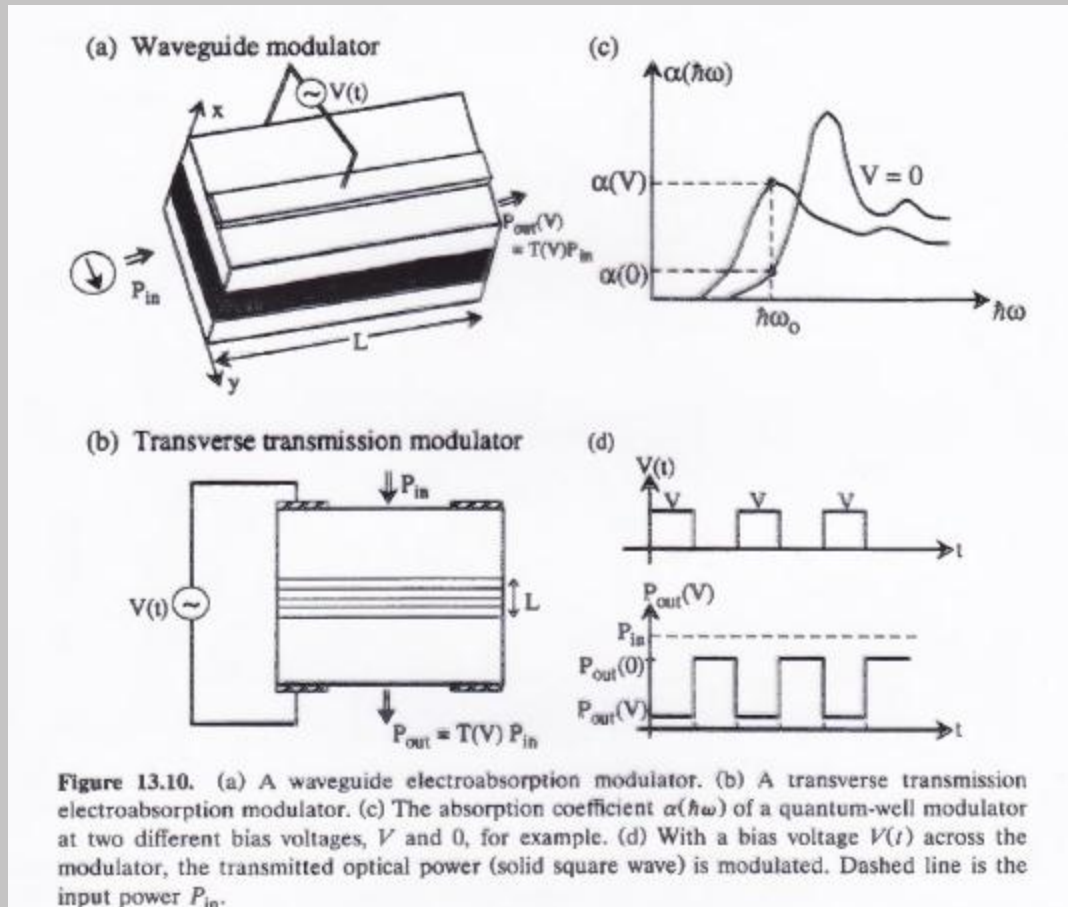 (a) Waveguide modulator
V(t)
x
P_out(V)
= T(V)P_in
P_in
L
y
(c)
α(ħω)
α(V)
V = 0
α(0)
ħω_o
ħω
(b) Transverse transmission modulator
P_in
V(t)
L
P_out = T(V) P_in
(d)
V(t)
V V V
t
P_out(V)
P_in
P_out(0)
P_out(V)
t
Figure 13.10. (a) A waveguide electroabsorption modulator. (b) A transverse transmission
electroabsorption modulator. (c) The absorption coefficient α(ħω) of a quantum-well modulator
at two different bias voltages, V and 0, for example. (d) With a bias voltage V(t) across the
modulator, the transmitted optical power (solid square wave) is modulated. Dashed line is the
input power P_in.